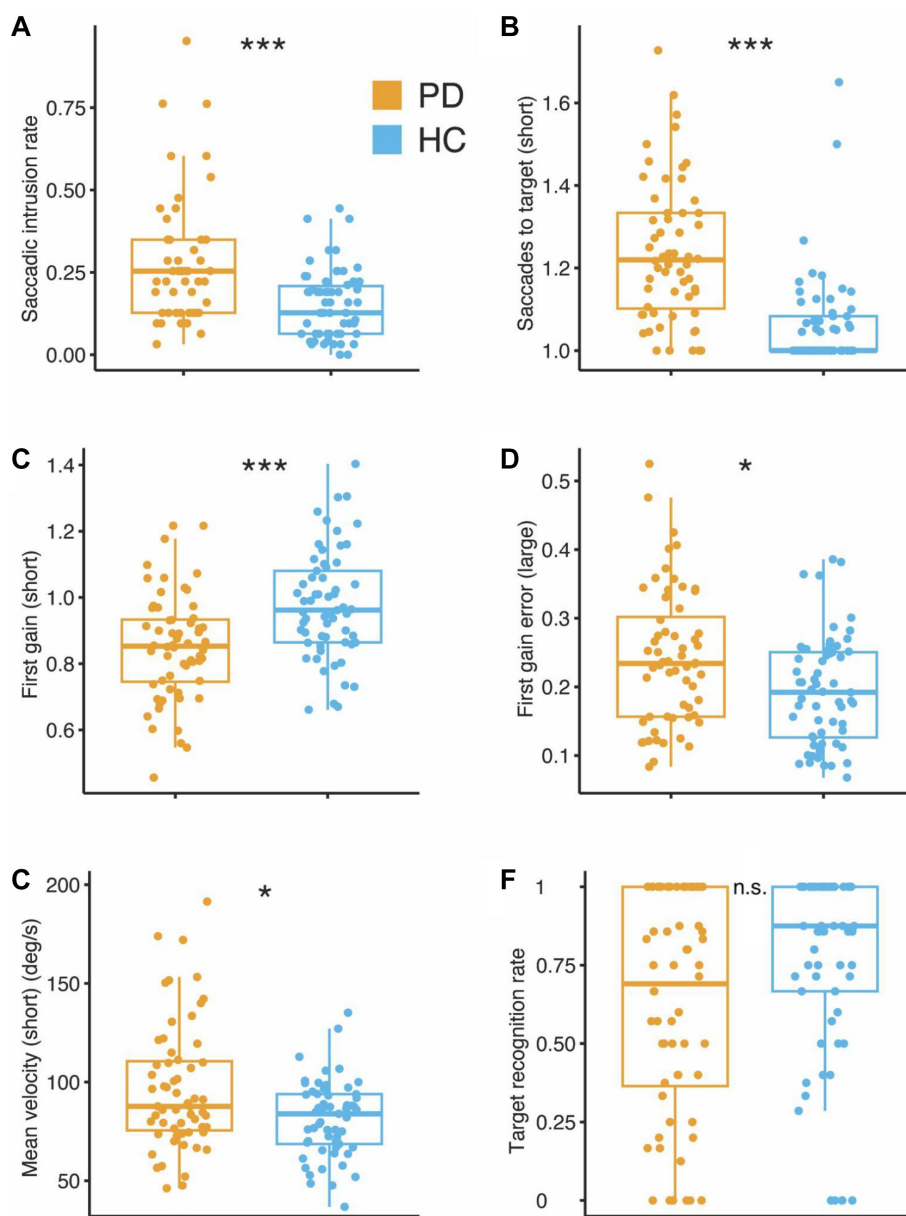 A
Saccadic intrusion rate
***
PD
HC
0.75
0.50
0.25
0.00
B
Saccades to target (short)
***
1.6
1.4
1.2
1.0
C
First gain (short)
***
1.4
1.2
1.0
0.8
0.6
D
First gain error (large)
*
0.5
0.4
0.3
0.2
0.1
C
Mean velocity (short) (deg/s)
*
200
150
100
50
F
Target recognition rate
n.s.
1
0.75
0.50
0.25
0